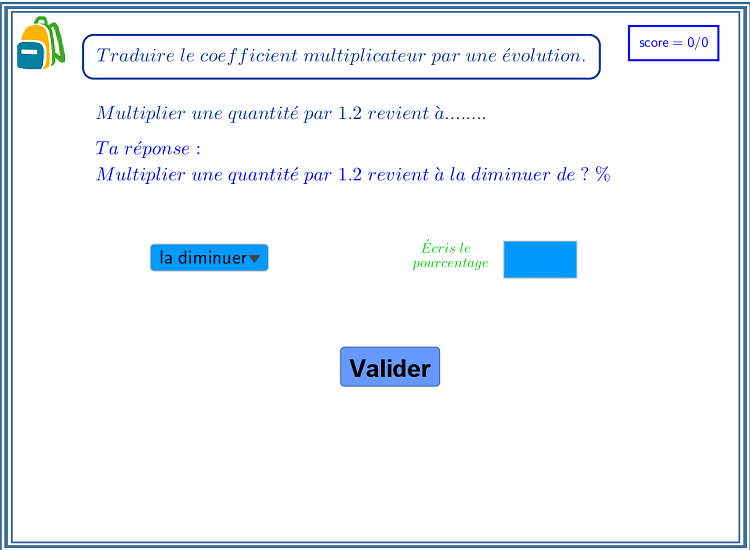 Traduire le coefficient multiplicateur par une évolution.
score = 0/0
Multiplier une quantité par 1.2 revient à........
Ta réponse :
Multiplier une quantité par 1.2 revient à la diminuer de ? %
la diminuer
Écris le
pourcentage
Valider